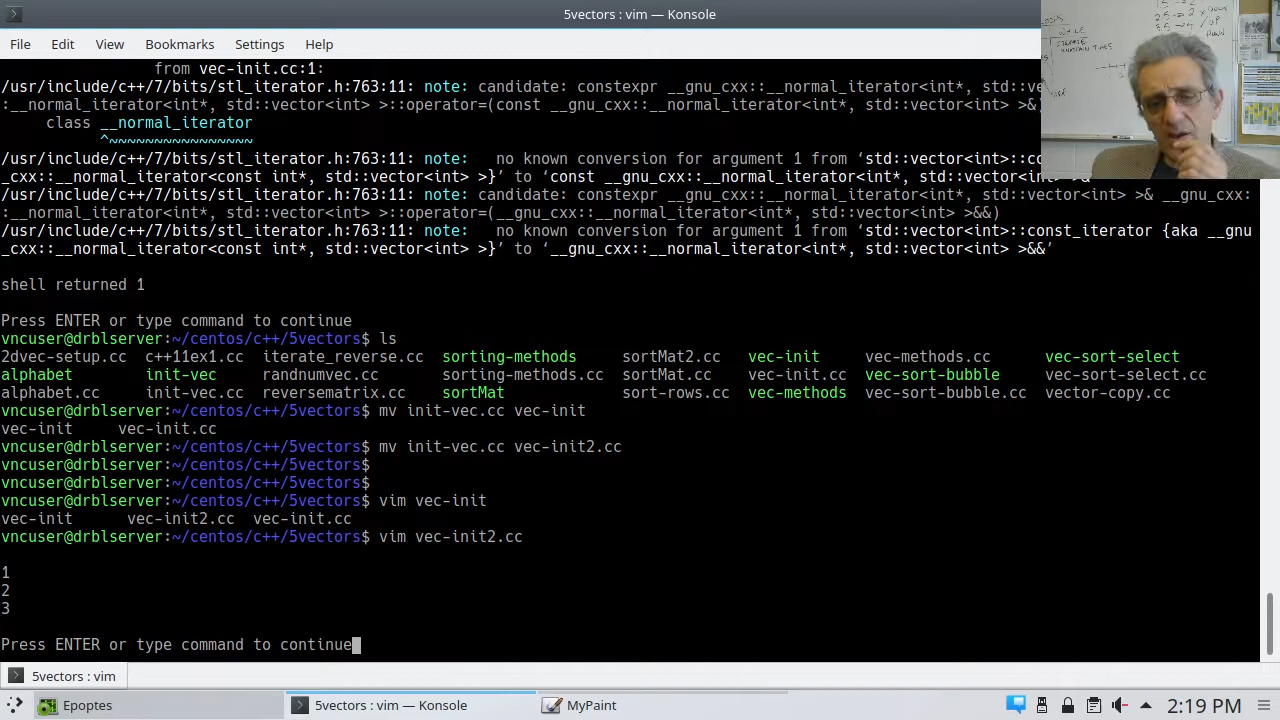 5vectors : vim — Konsole
File Edit View Bookmarks Settings Help
from vec-init.cc:1:
/usr/include/c++/7/bits/stl_iterator.h:763:11: note: candidate: constexpr __gnu_cxx::__normal_iterator<int*, std::vec
:__normal_iterator<int*, std::vector<int> >::operator=(const __gnu_cxx::__normal_iterator<int*, std::vector<int> >&)
class __normal_iterator
^~~~~~~~~~~~~~~~~
/usr/include/c++/7/bits/stl_iterator.h:763:11: note:   no known conversion for argument 1 from ‘std::vector<int>::co
_cxx::__normal_iterator<const int*, std::vector<int> >}’ to ‘const __gnu_cxx::__normal_iterator<int*, std::vector<int>
/usr/include/c++/7/bits/stl_iterator.h:763:11: note: candidate: constexpr __gnu_cxx::__normal_iterator<int*, std::vector<int> >& __gnu_cxx:
:__normal_iterator<int*, std::vector<int> >::operator=(__gnu_cxx::__normal_iterator<int*, std::vector<int> >&&)
/usr/include/c++/7/bits/stl_iterator.h:763:11: note:   no known conversion for argument 1 from ‘std::vector<int>::const_iterator {aka __gnu
_cxx::__normal_iterator<const int*, std::vector<int> >}’ to ‘__gnu_cxx::__normal_iterator<int*, std::vector<int> >&&’
shell returned 1
Press ENTER or type command to continue
vncuser@drblserver:~/centos/c++/5vectors$ ls
2dvec-setup.cc c++11ex1.cc iterate_reverse.cc sorting-methods sortMat2.cc vec-init vec-methods.cc vec-sort-select
alphabet init-vec randnumvec.cc sorting-methods.cc sortMat.cc vec-init.cc vec-sort-bubble vec-sort-select.cc
alphabet.cc init-vec.cc reversematrix.cc sortMat sort-rows.cc vec-methods vec-sort-bubble.cc vector-copy.cc
vncuser@drblserver:~/centos/c++/5vectors$ mv init-vec.cc vec-init
vec-init vec-init.cc
vncuser@drblserver:~/centos/c++/5vectors$ mv init-vec.cc vec-init2.cc
vncuser@drblserver:~/centos/c++/5vectors$
vncuser@drblserver:~/centos/c++/5vectors$
vncuser@drblserver:~/centos/c++/5vectors$ vim vec-init
vec-init vec-init2.cc vec-init.cc
vncuser@drblserver:~/centos/c++/5vectors$ vim vec-init2.cc
1
2
3
Press ENTER or type command to continue
5vectors : vim
Epoptes 5vectors : vim — Konsole MyPaint 2:19 PM